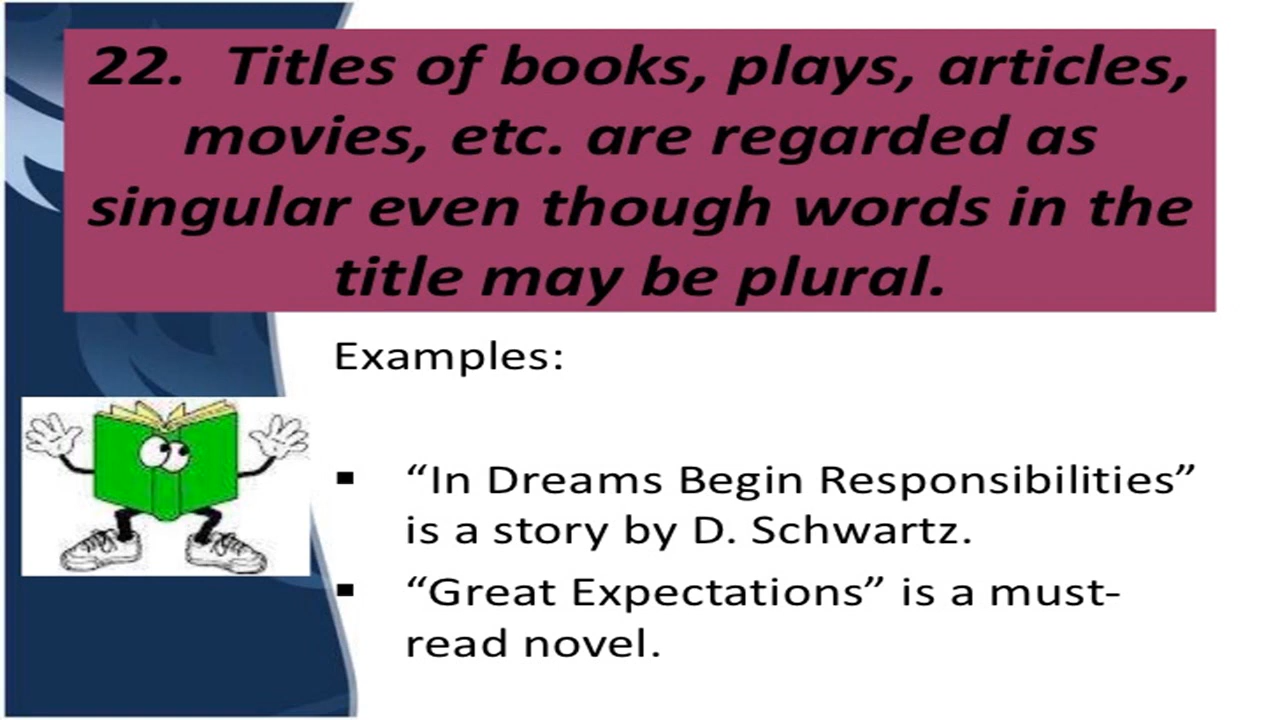 22. Titles of books, plays, articles,
movies, etc. are regarded as
singular even though words in the
title may be plural.
Examples:
▪ “In Dreams Begin Responsibilities”
is a story by D. Schwartz.
▪ “Great Expectations” is a must-
read novel.